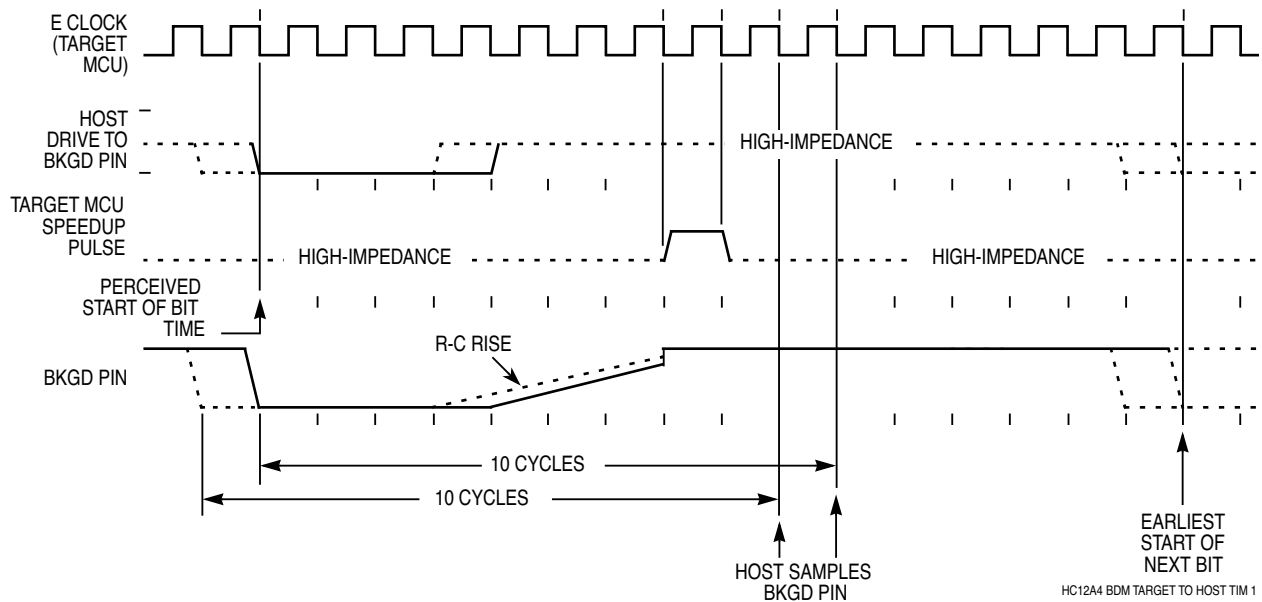 E CLOCK
(TARGET
MCU)
HOST
DRIVE TO
BKGD PIN
HIGH-IMPEDANCE
TARGET MCU
SPEEDUP
PULSE
HIGH-IMPEDANCE
HIGH-IMPEDANCE
PERCEIVED
START OF BIT
TIME
R-C RISE
BKGD PIN
10 CYCLES
10 CYCLES
HOST SAMPLES
BKGD PIN
EARLIEST
START OF
NEXT BIT
HC12A4 BDM TARGET TO HOST TIM 1